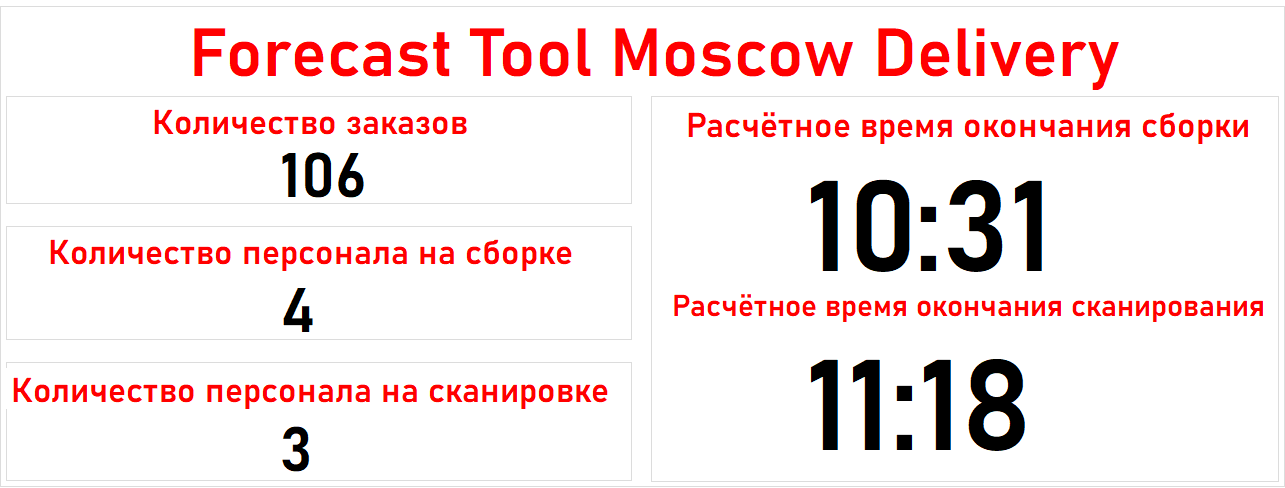 Forecast Tool Moscow Delivery
Количество заказов
106
Количество персонала на сборке
4
Количество персонала на сканировке
3
Расчётное время окончания сборки
10:31
Расчётное время окончания сканирования
11:18